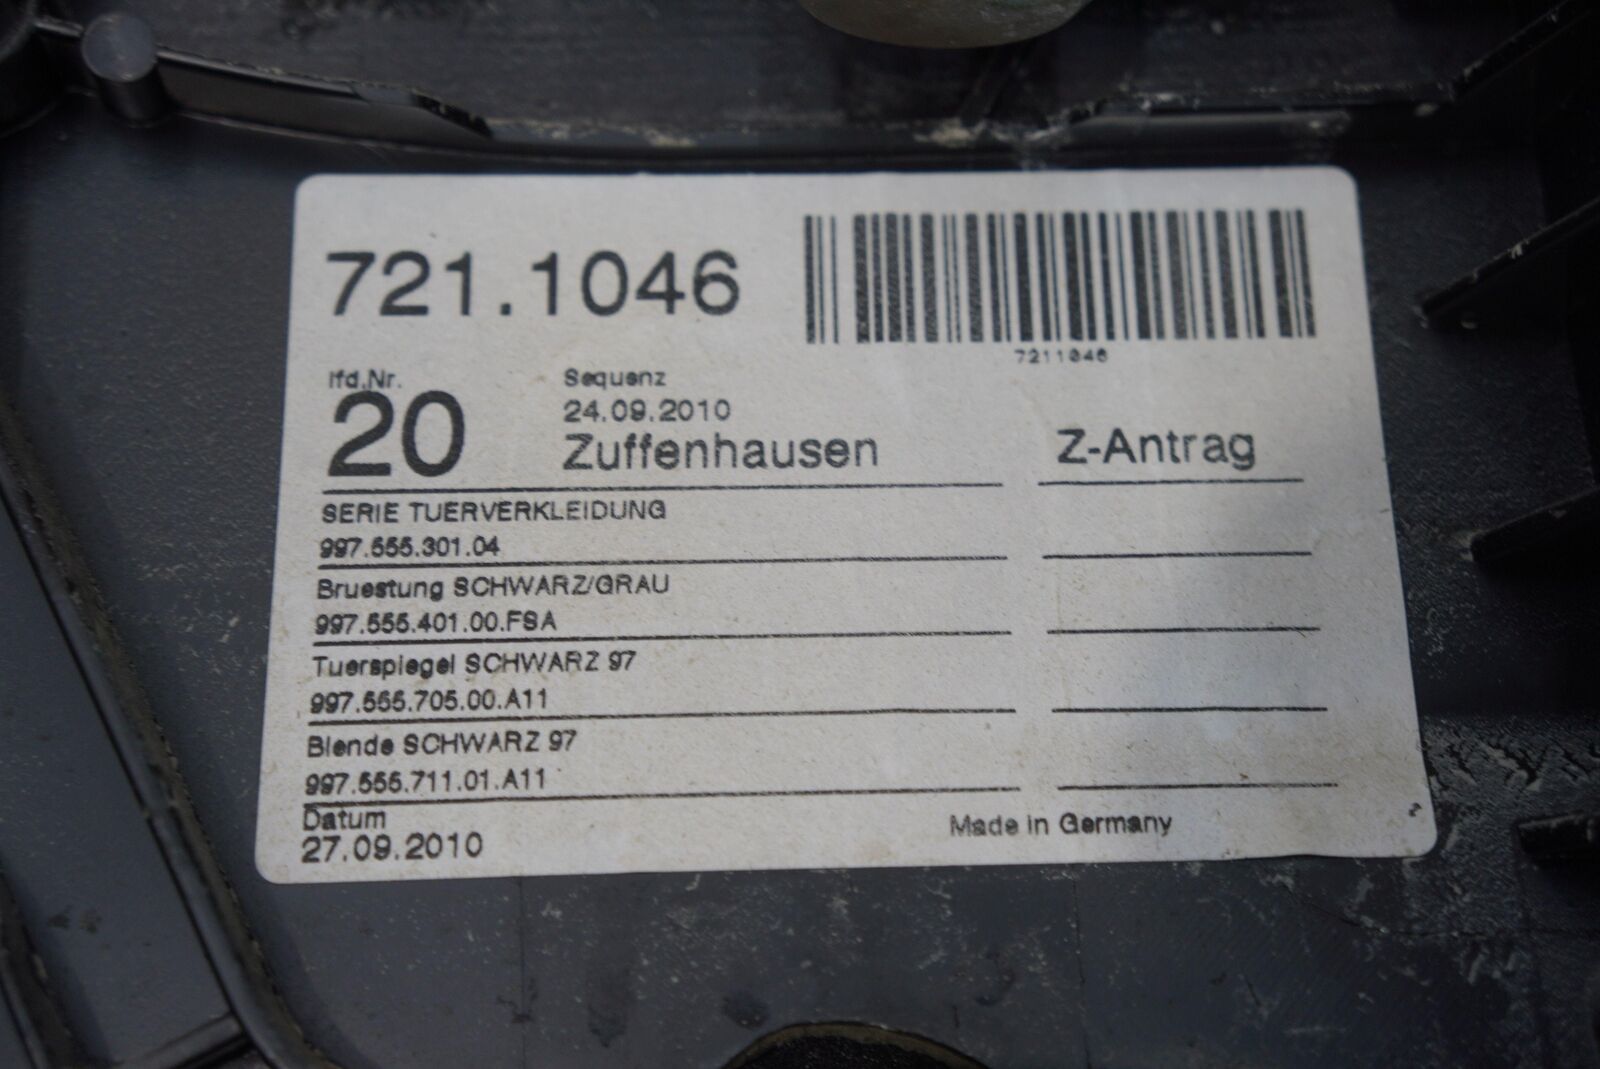 721.1046
7211046
lfd.Nr.
20
Sequenz
24.09.2010
Zuffenhausen
Z-Antrag
SERIE TUERVERKLEIDUNG
997.555.301.04
Bruestung SCHWARZ/GRAU
997.555.401.00.FSA
Tuerspiegel SCHWARZ 97
997.555.705.00.A11
Blende SCHWARZ 97
997.555.711.01.A11
Datum
27.09.2010
Made in Germany